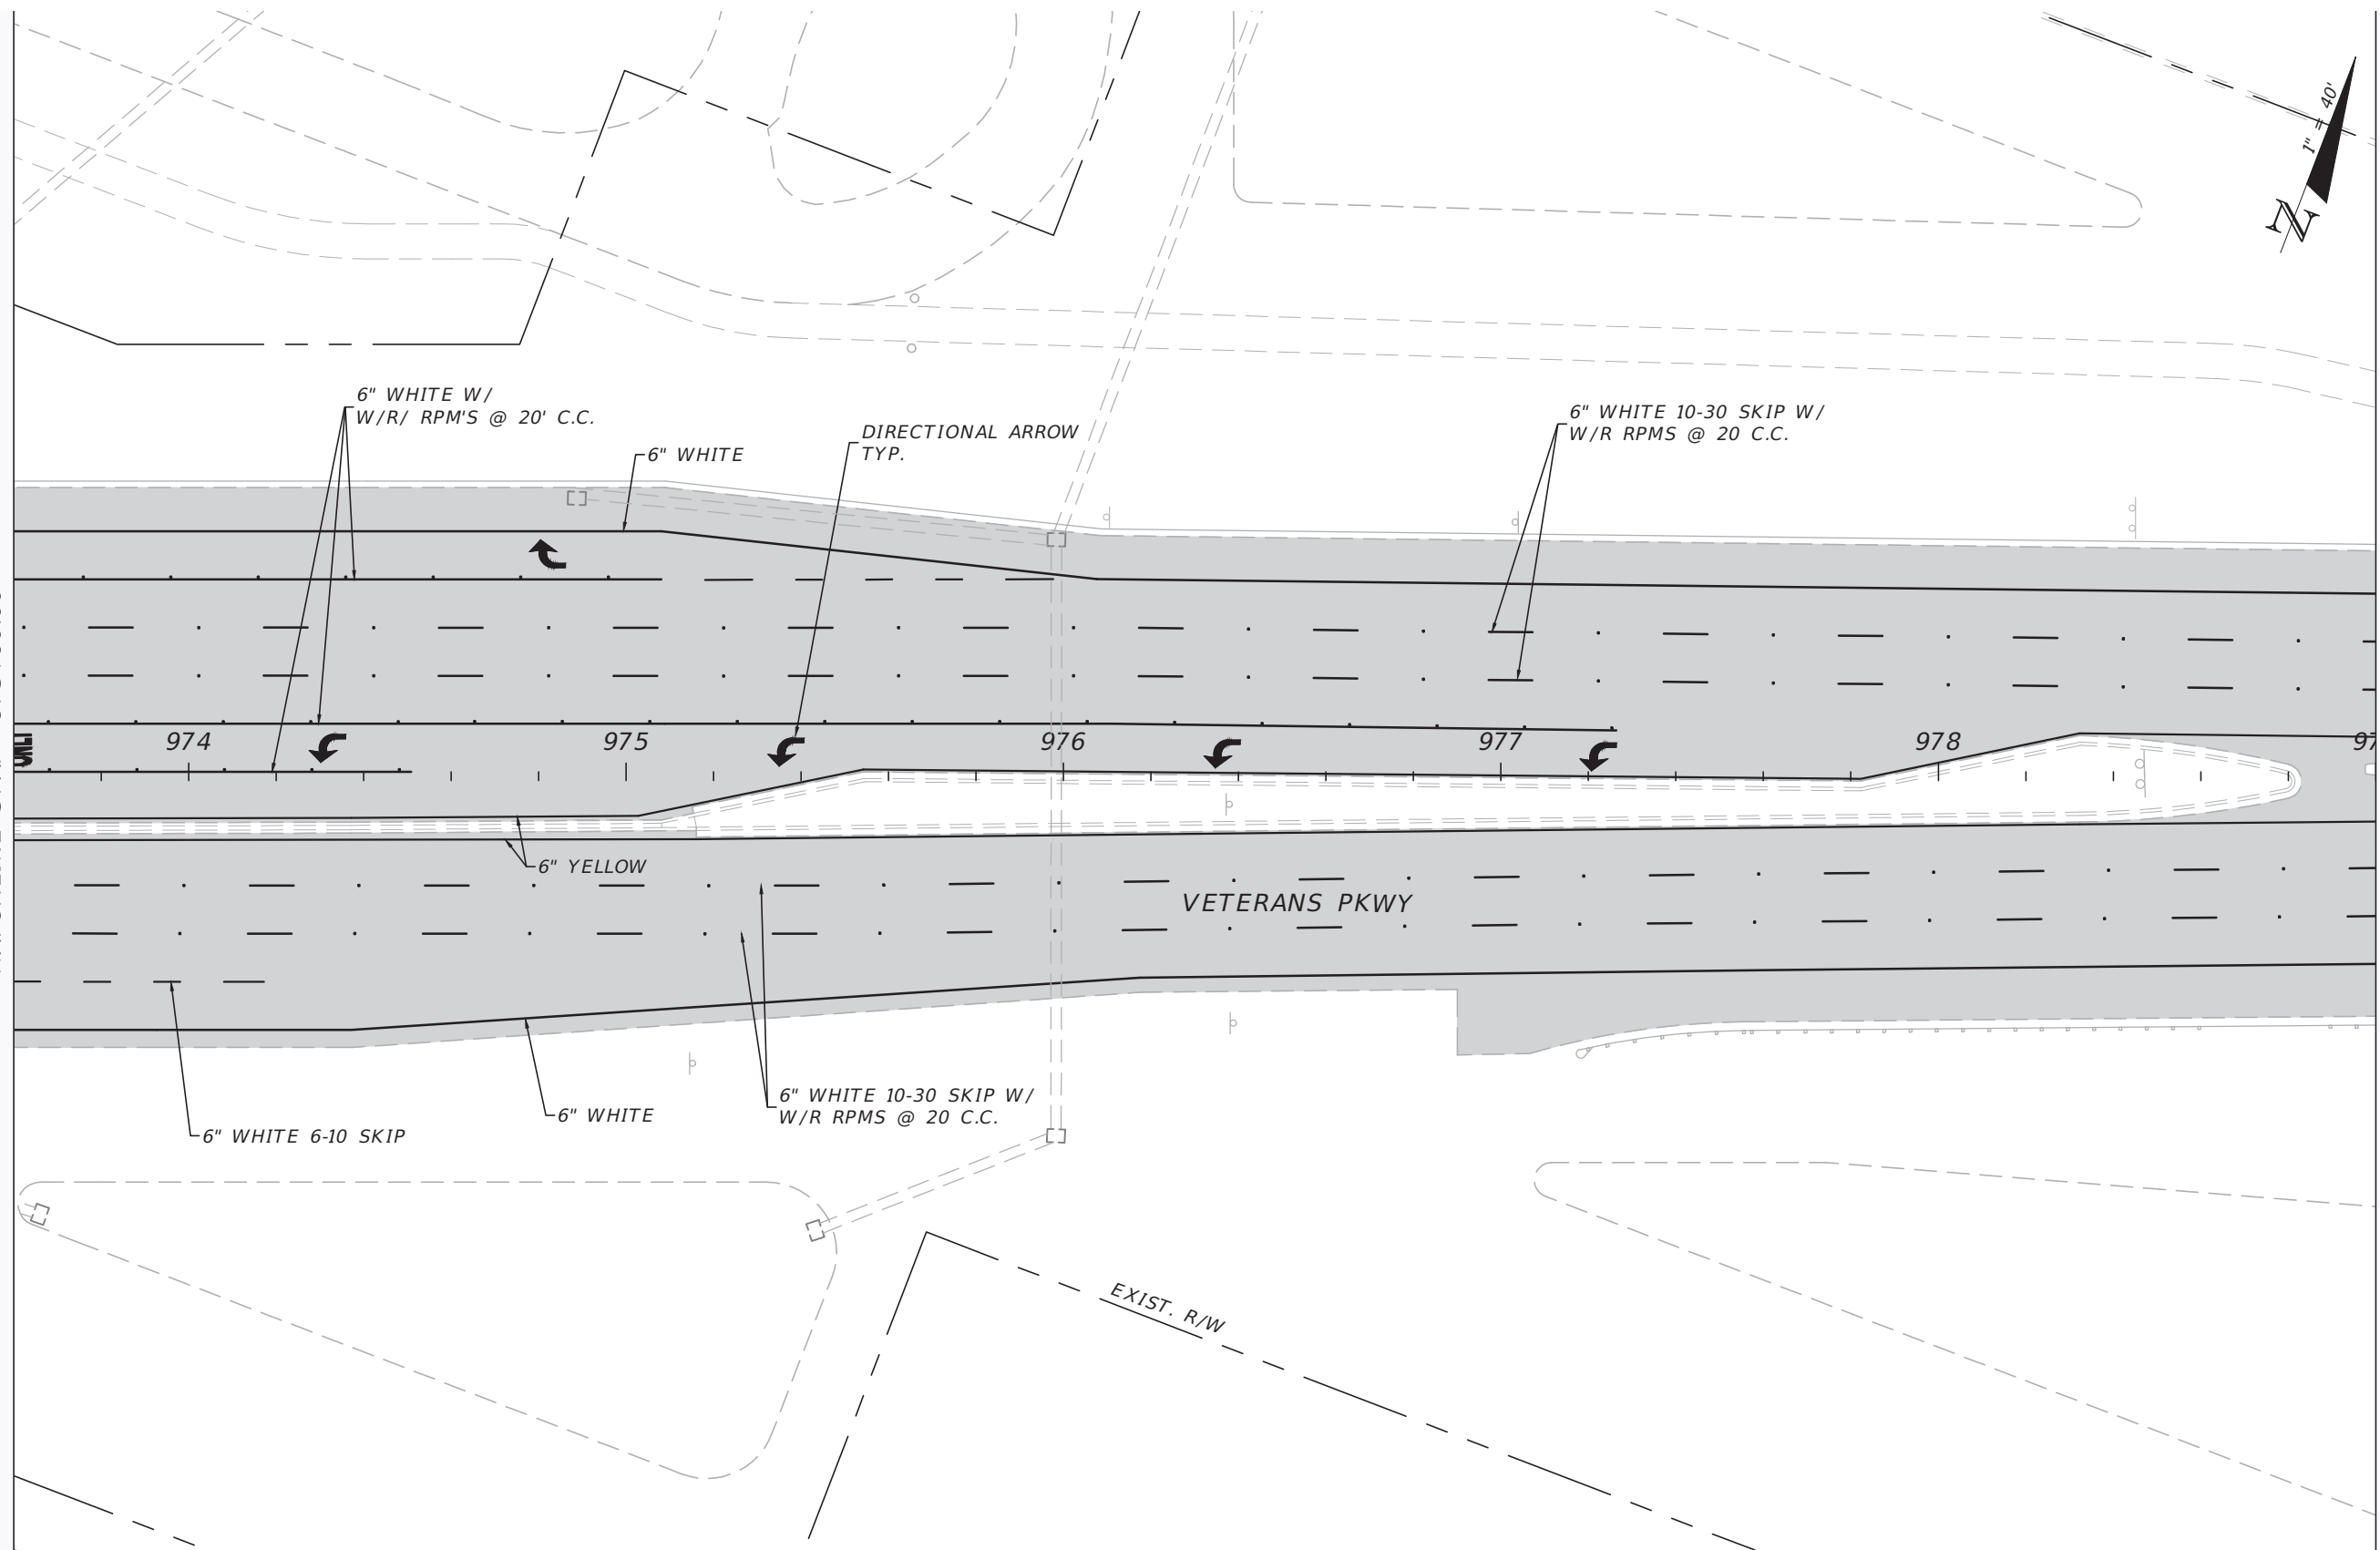 1" = 40'
N
6" WHITE W/
W/R/ RPM'S @ 20' C.C.
6" WHITE
DIRECTIONAL ARROW
TYP.
6" WHITE 10-30 SKIP W/
W/R RPMS @ 20 C.C.
974
975
976
977
978
97
6" YELLOW
VETERANS PKWY
6" WHITE 10-30 SKIP W/
W/R RPMS @ 20 C.C.
6" WHITE
6" WHITE 6-10 SKIP
EXIST. R/W